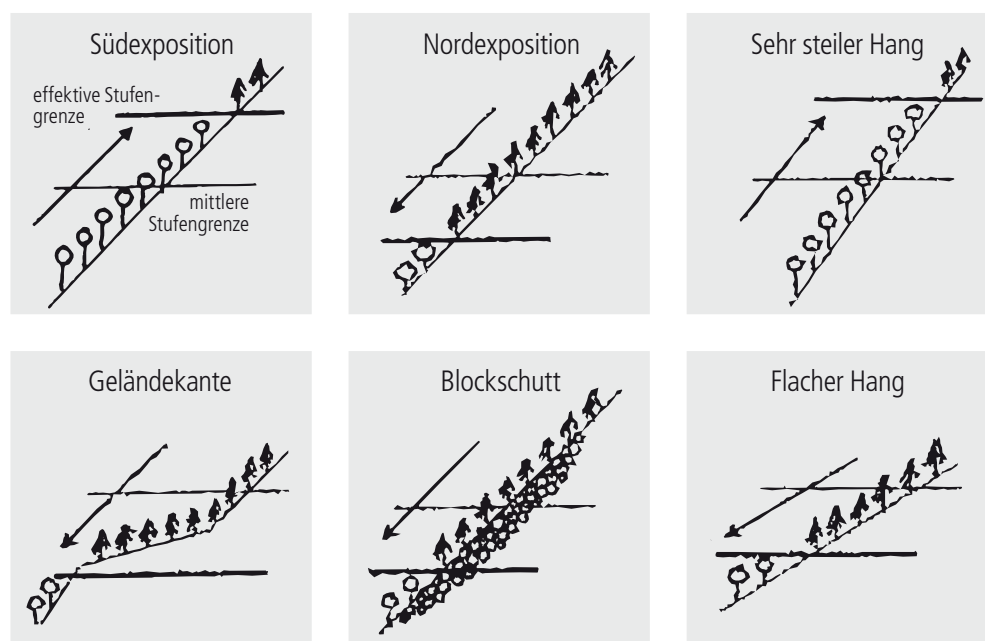 Südexposition
effektive Stufen-
grenze
mittlere
Stufengrenze
Nordexposition
Sehr steiler Hang
Geländekante
Blockschutt
Flacher Hang